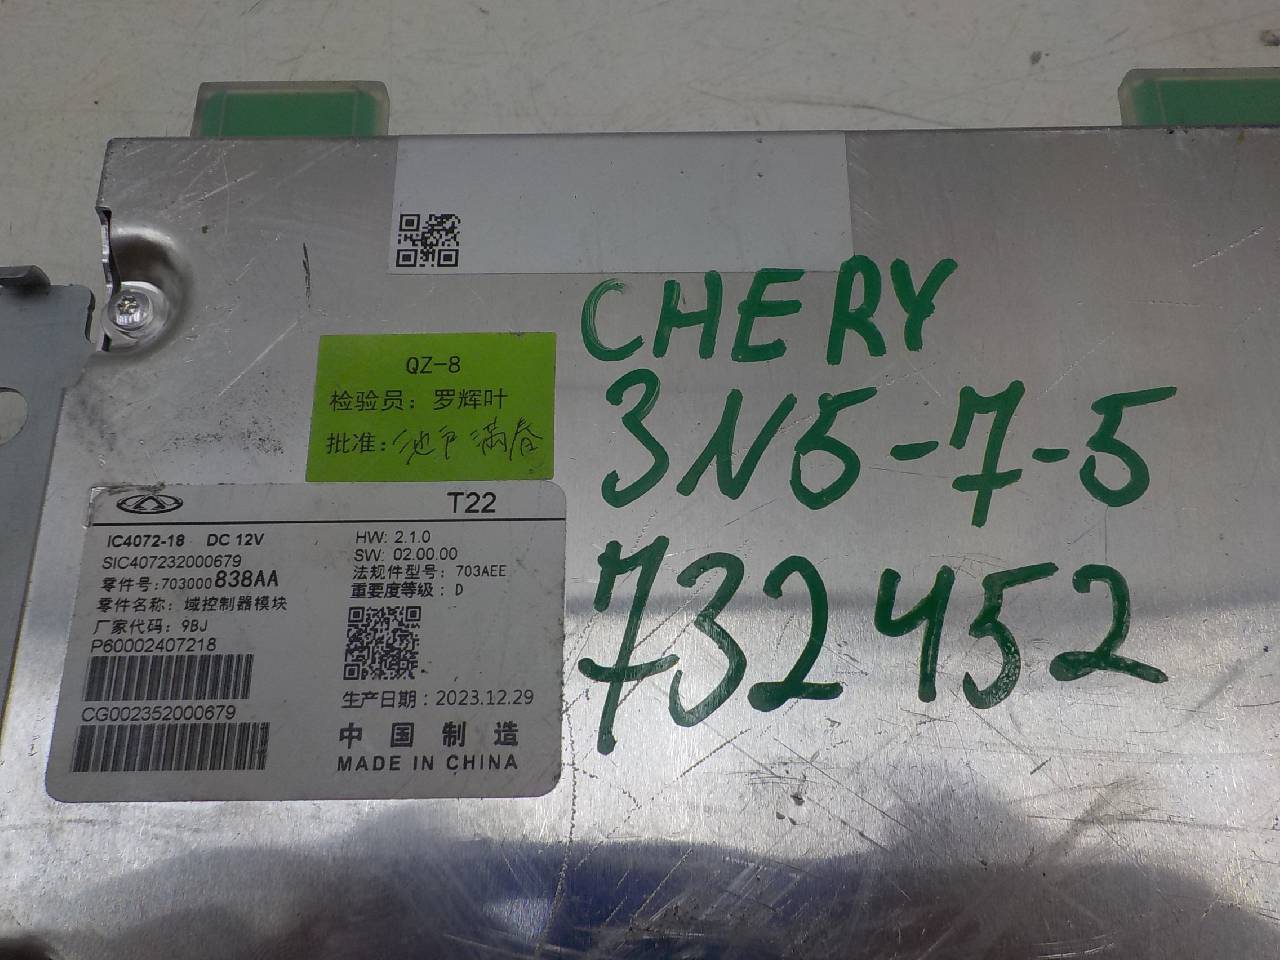 CHERY
3N5-7-5
732452
QZ-8
检验员：罗辉叶
批准：
T22
IC4072-18 DC 12V
SIC407232000679
零件号：703000838AA
零件名称：域控制器模块
厂家代码：9BJ
P60002407218
CG002352000679
HW: 2.1.0
SW: 02.00.00
法规件型号：703AEE
重要度等级：D
生产日期：2023.12.29
中国制造
MADE IN CHINA